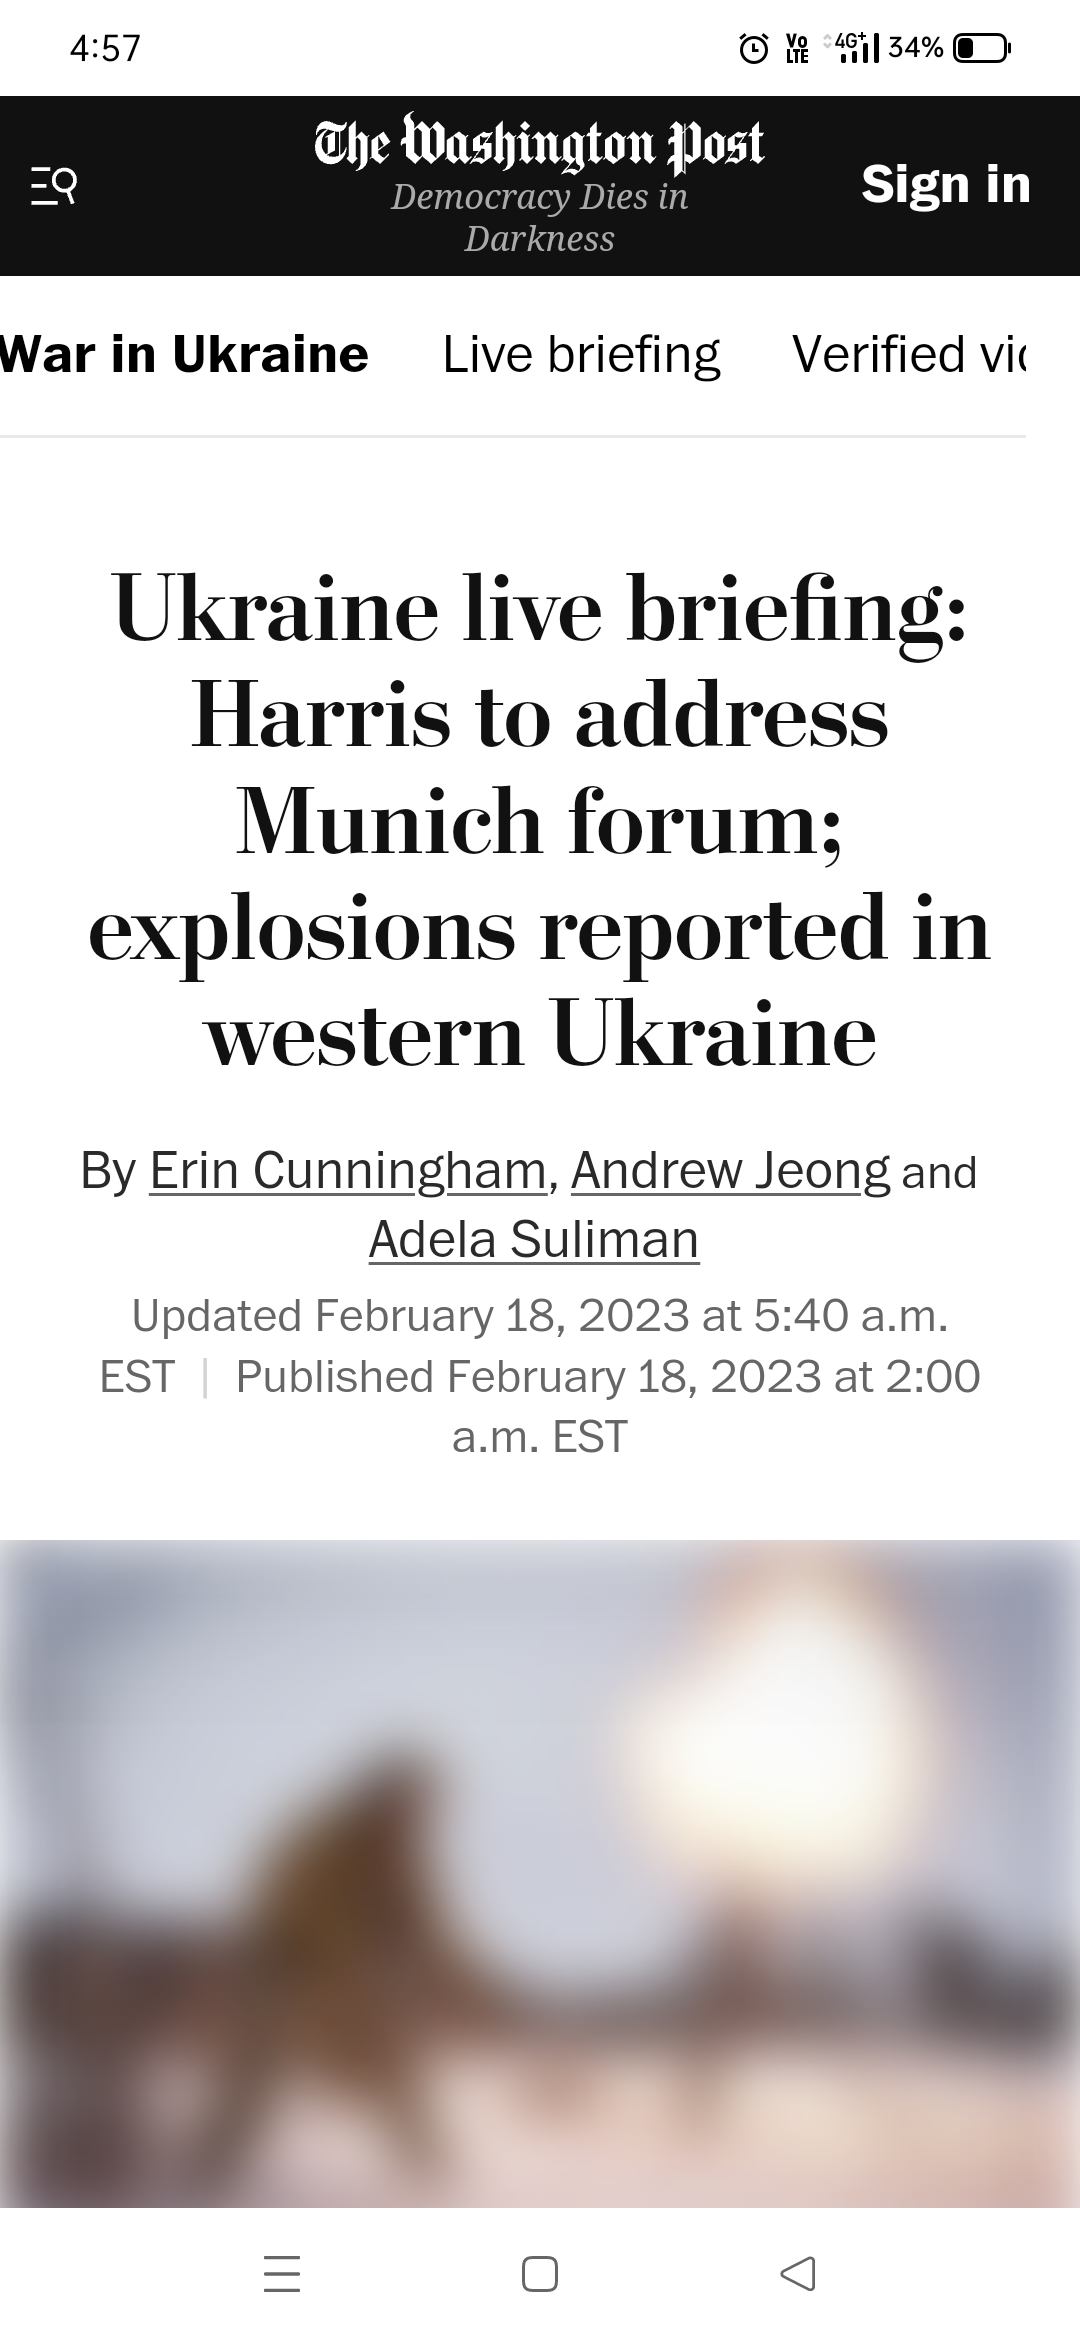 4:57
Vo LTE 4G+ 34%
The Washington Post
Democracy Dies in
Darkness
Sign in
War in Ukraine Live briefing Verified
Ukraine live briefing:
Harris to address
Munich forum;
explosions reported in
western Ukraine
By Erin Cunningham, Andrew Jeong and
Adela Suliman
Updated February 18, 2023 at 5:40 a.m.
EST | Published February 18, 2023 at 2:00
a.m. EST